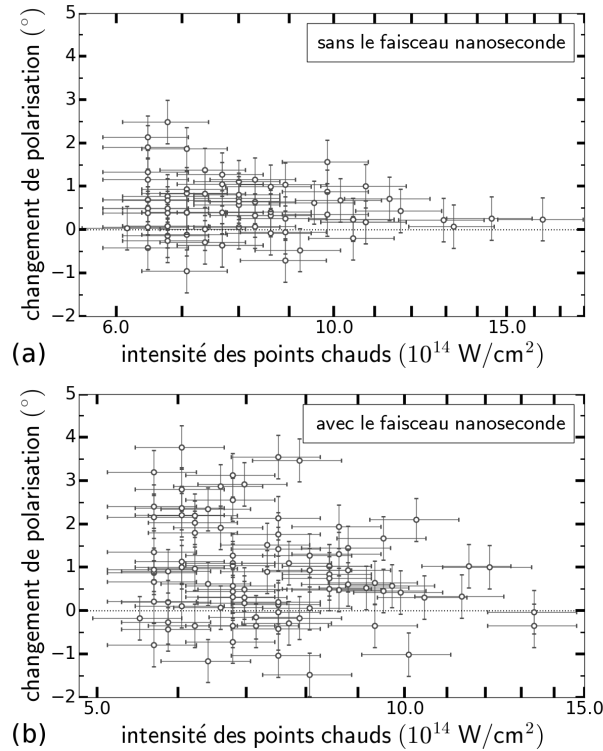 changement de polarisation (°)
5
4
3
2
1
0
−1
−2
sans le faisceau nanoseconde
6.0 10.0 15.0
(a) intensité des points chauds (10¹⁴ W/cm²)
changement de polarisation (°)
5
4
3
2
1
0
−1
−2
avec le faisceau nanoseconde
5.0 10.0 15.0
(b) intensité des points chauds (10¹⁴ W/cm²)